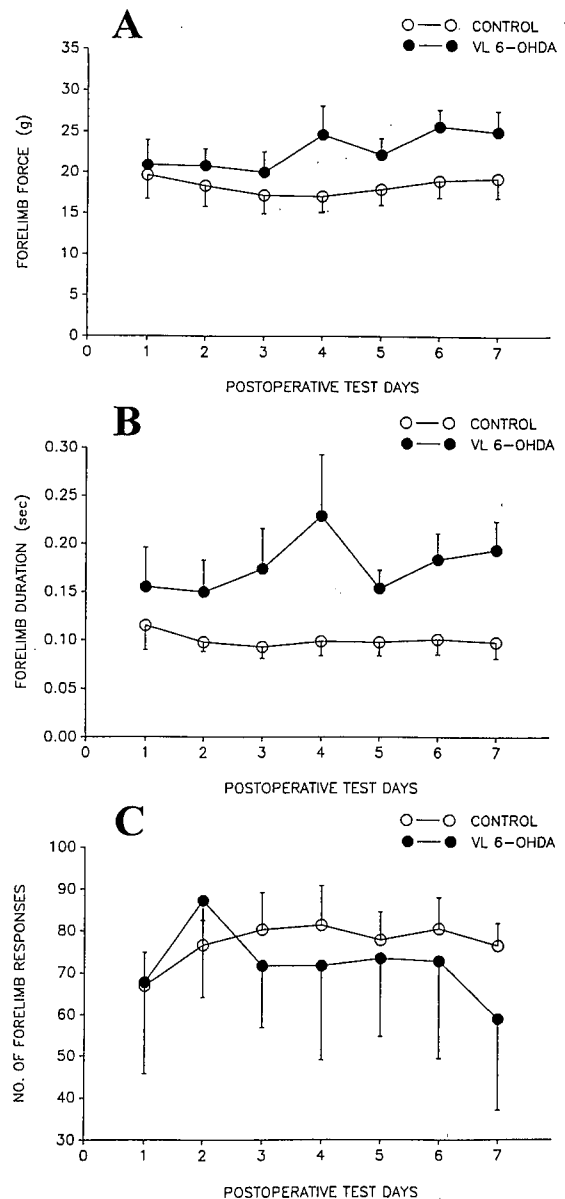 A
CONTROL
VL 6-OHDA
35
30
25
20
15
10
5
0
FORELIMB FORCE (g)
0 1 2 3 4 5 6 7
POSTOPERATIVE TEST DAYS
B
CONTROL
VL 6-OHDA
0.30
0.25
0.20
0.15
0.10
0.05
0.00
FORELIMB DURATION (sec)
0 1 2 3 4 5 6 7
POSTOPERATIVE TEST DAYS
C
CONTROL
VL 6-OHDA
100
90
80
70
60
50
40
30
NO. OF FORELIMB RESPONSES
0 1 2 3 4 5 6 7
POSTOPERATIVE TEST DAYS